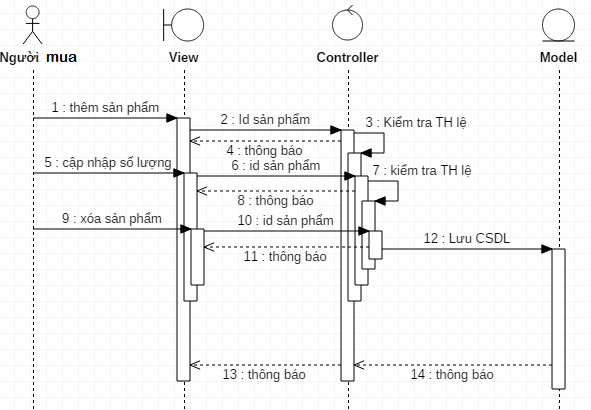 Người mua
View
Controller
Model
1 : thêm sản phẩm
2 : Id sản phẩm
3 : Kiểm tra TH lệ
4 : thông báo
5 : cập nhập số lượng
6 : id sản phẩm
7 : kiểm tra TH lệ
8 : thông báo
9 : xóa sản phẩm
10 : id sản phẩm
11 : thông báo
12 : Lưu CSDL
13 : thông báo
14 : thông báo